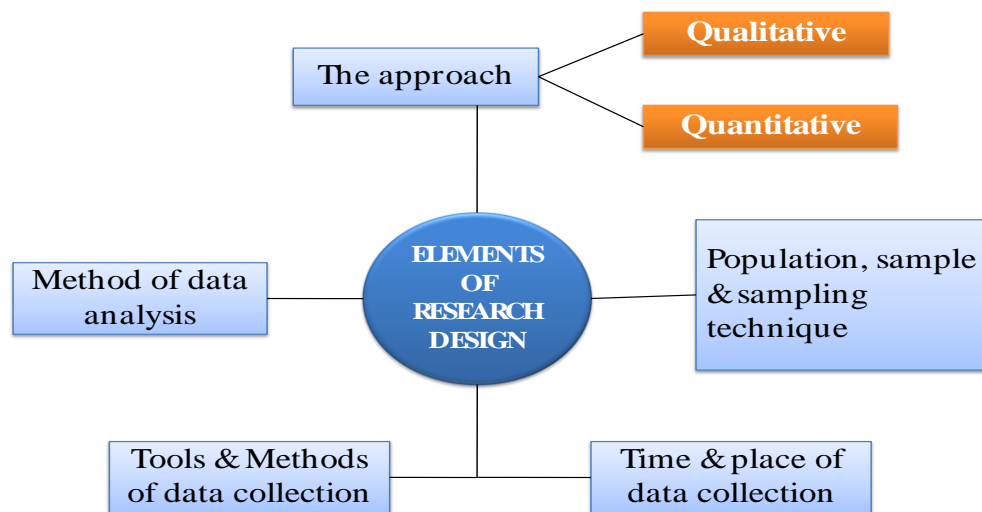 Qualitative
The approach
Quantitative
ELEMENTS
OF
RESEARCH
DESIGN
Method of data
analysis
Population, sample
& sampling
technique
Tools & Methods
of data collection
Time & place of
data collection